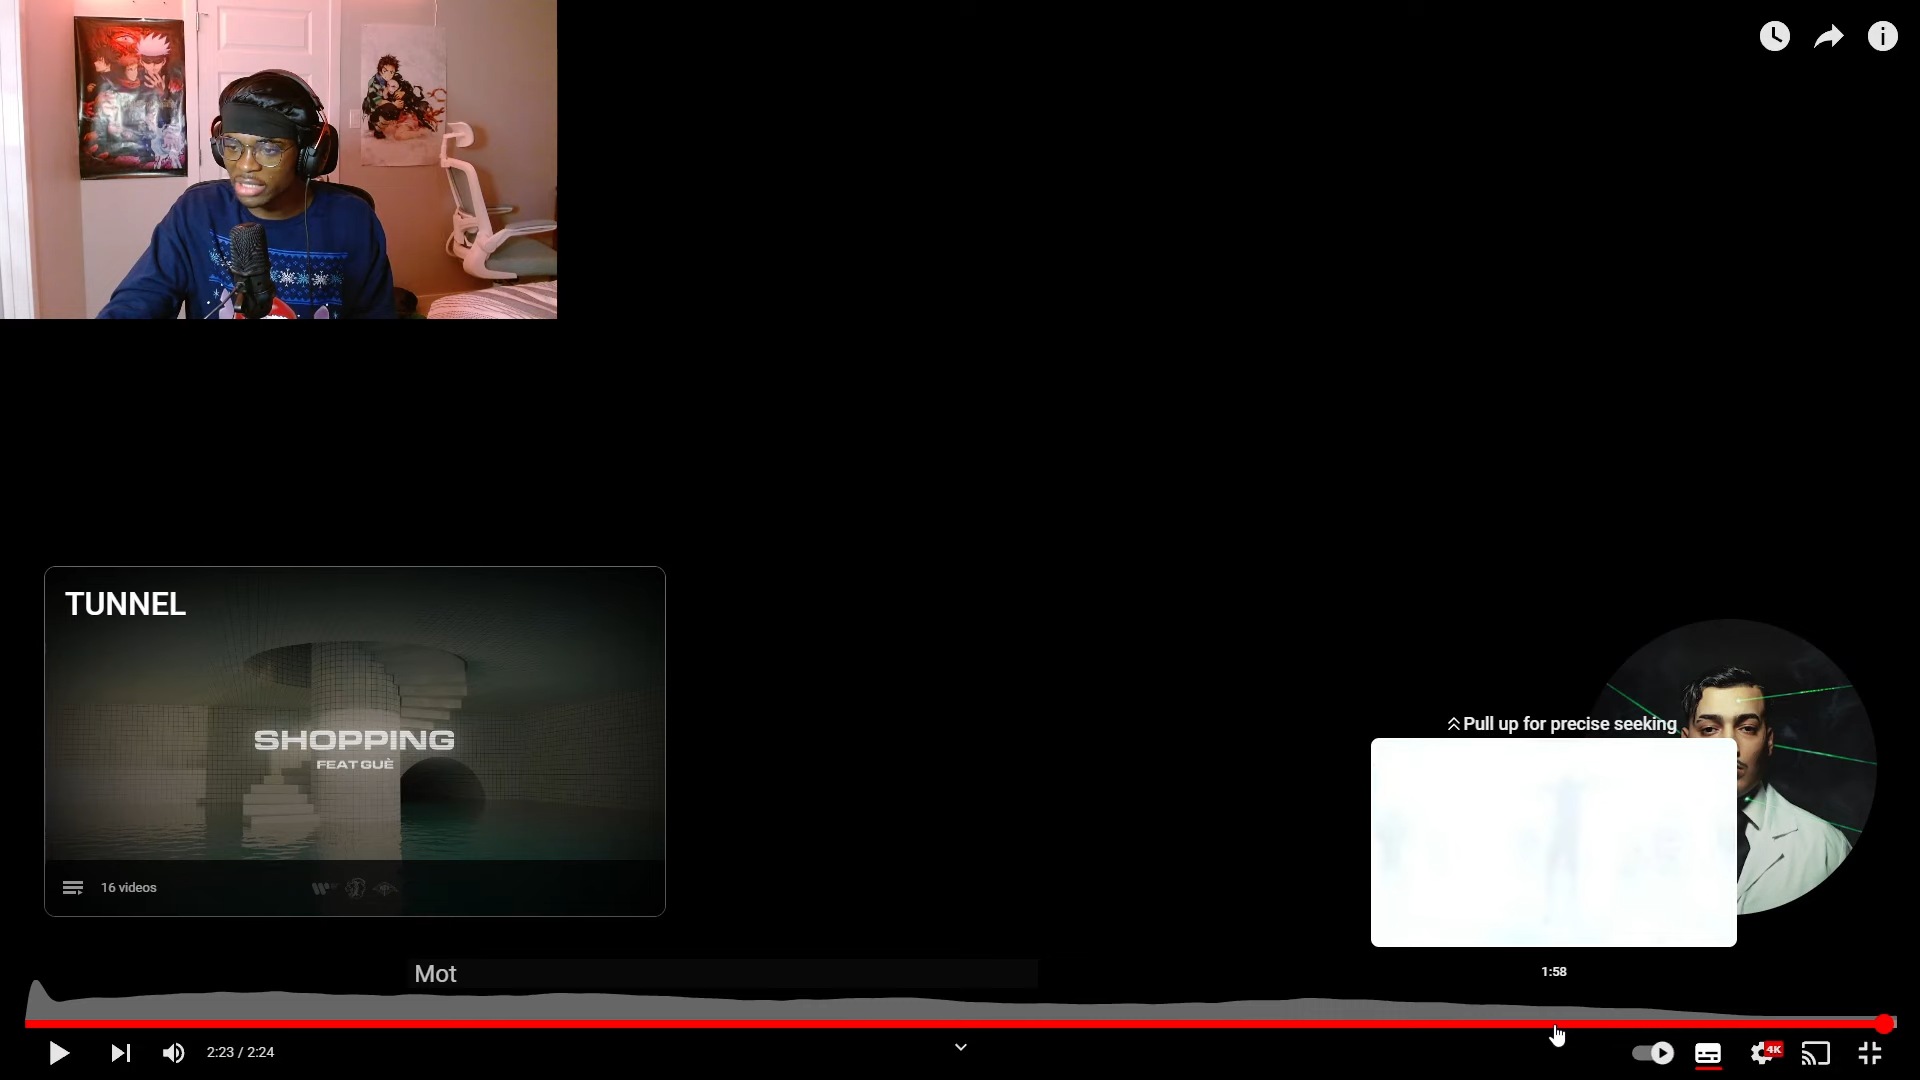 TUNNEL
SHOPPING
FEAT GUÈ
16 videos
Pull up for precise seeking
1:58
Mot
2:23 / 2:24
4K